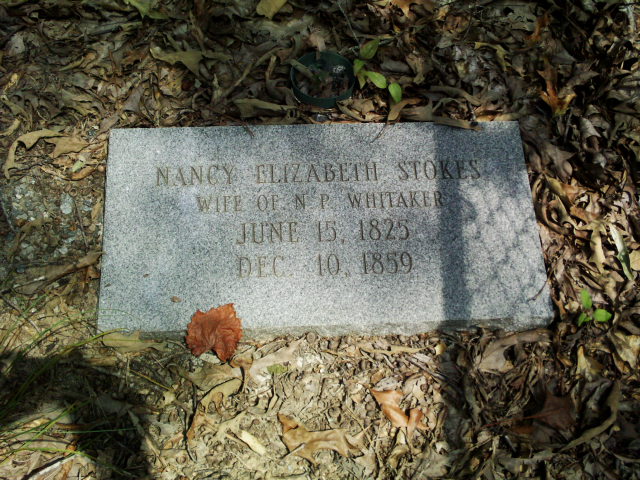 NANCY ELIZABETH STOKES
WIFE OF N. P. WHITAKER
JUNE 15, 1825
DEC. 10, 1859